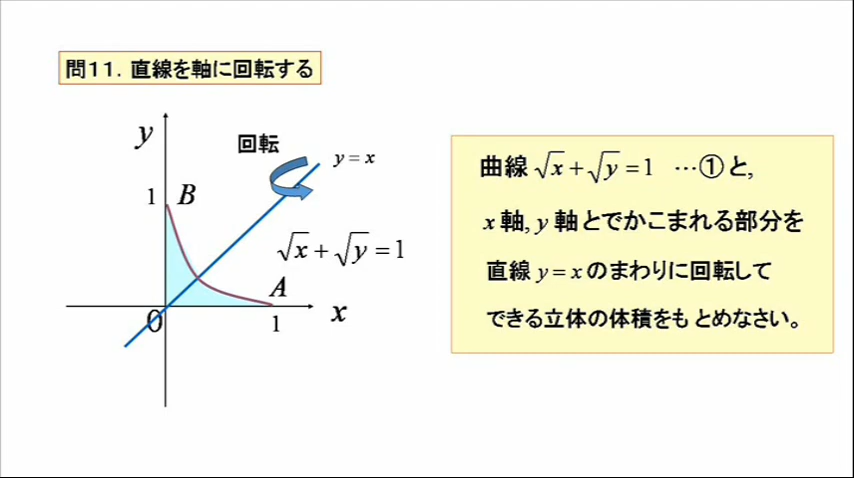 問11. 直線を軸に回転する
y
回転
y = x
1
B
√x + √y = 1
A
O
1
x
曲線 √x + √y = 1 …①と,
x 軸, y 軸とでかこまれる部分を
直線 y = x のまわりに回転して
できる立体の体積をもとめなさい。